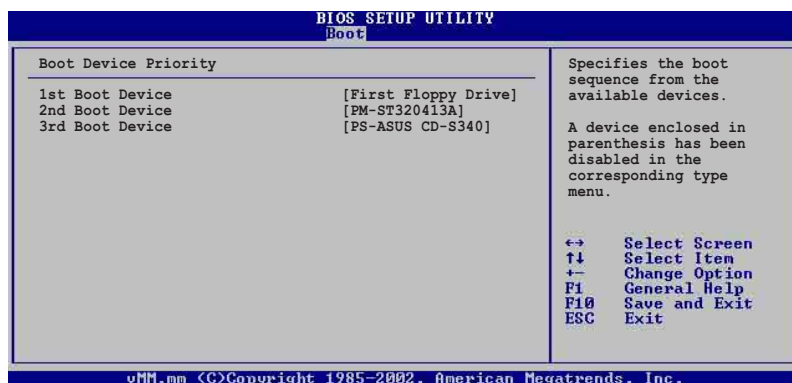 BIOS SETUP UTILITY
Boot
Boot Device Priority
1st Boot Device [First Floppy Drive]
2nd Boot Device [PM-ST320413A]
3rd Boot Device [PS-ASUS CD-S340]
Specifies the boot
sequence from the
available devices.
A device enclosed in
parenthesis has been
disabled in the
corresponding type
menu.
←→ Select Screen
↑↓ Select Item
+- Change Option
F1 General Help
F10 Save and Exit
ESC Exit
vMM.mm (C)Copyright 1985-2002, American Megatrends, Inc.